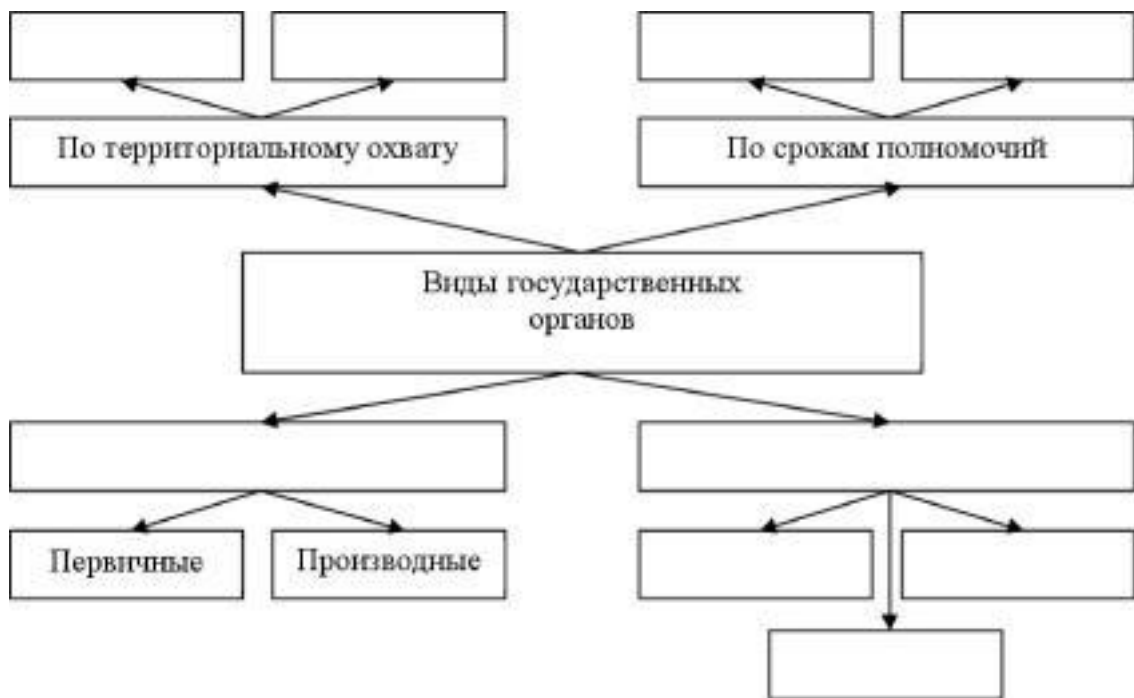 По территориальному охвату
По срокам полномочий
Виды государственных
органов
Первичные
Производные